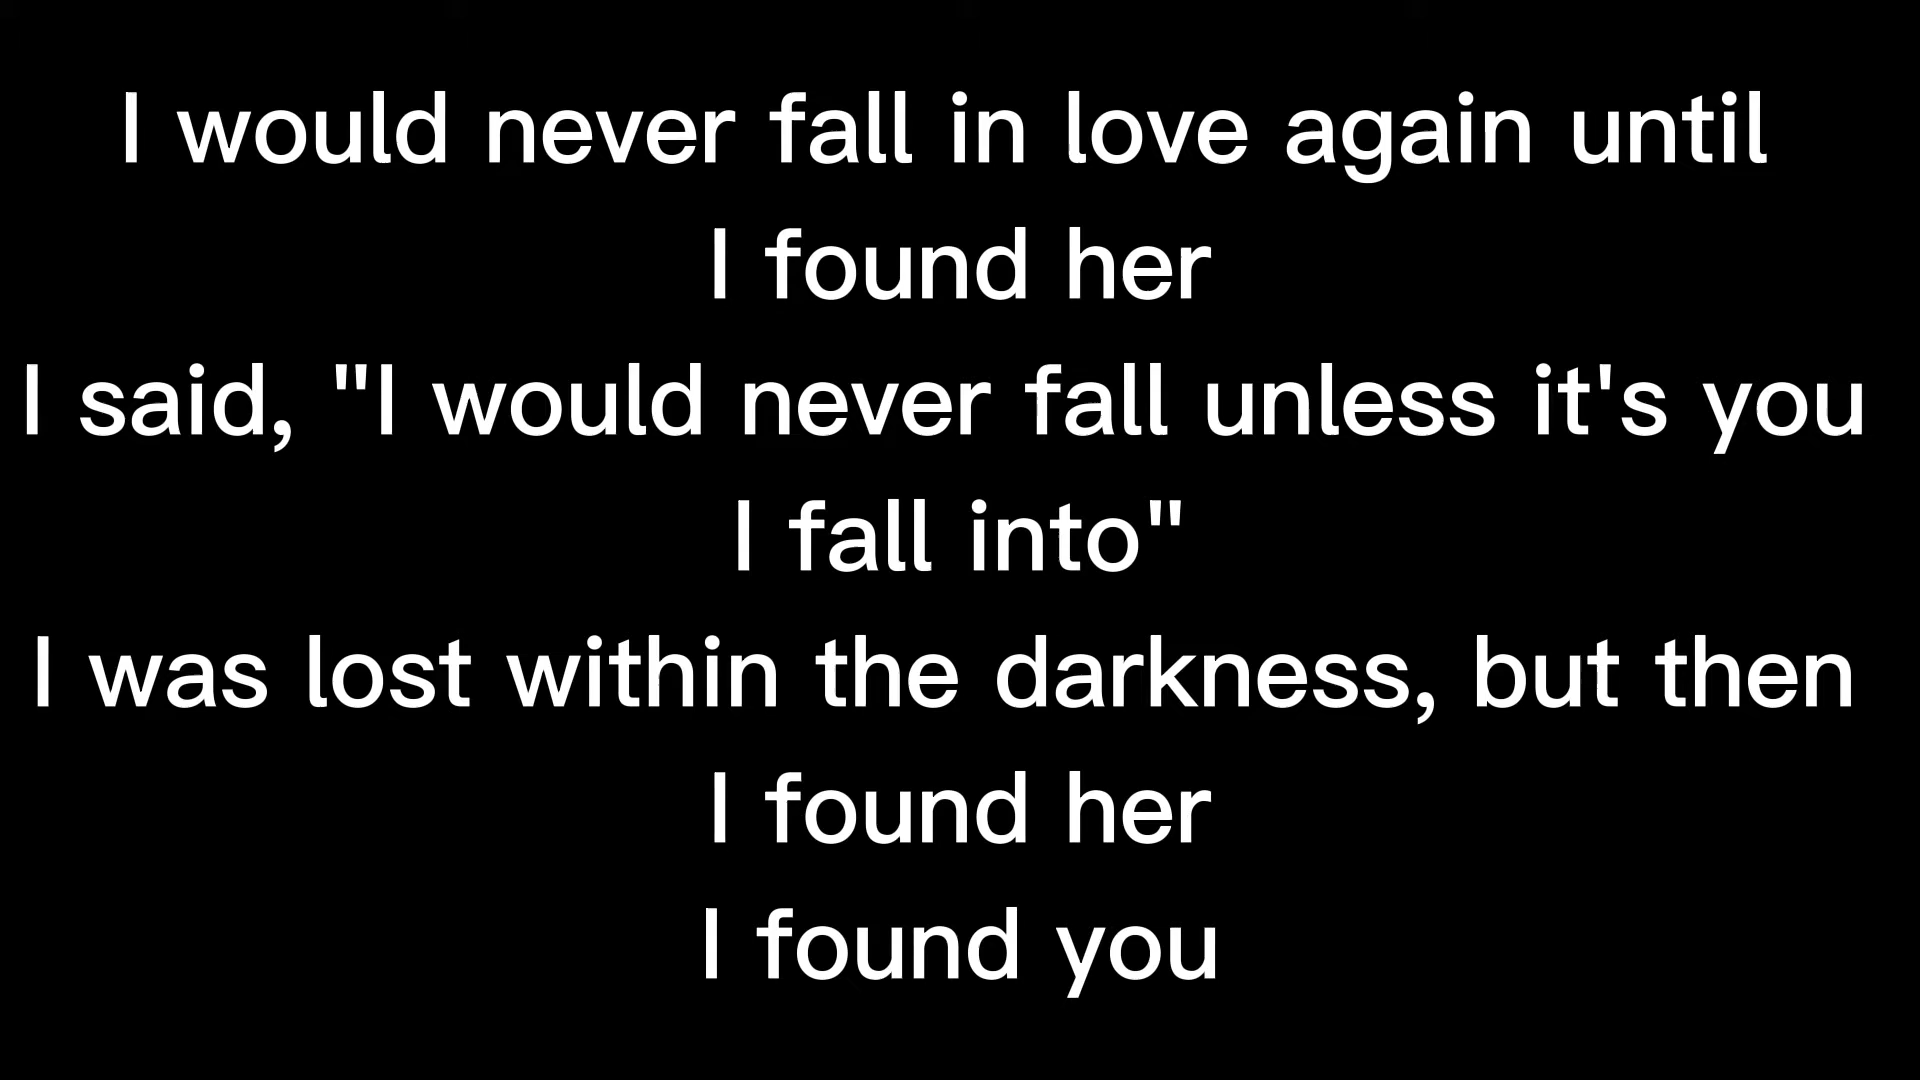 I would never fall in love again until
I found her
I said, "I would never fall unless it's you
I fall into"
I was lost within the darkness, but then
I found her
I found you